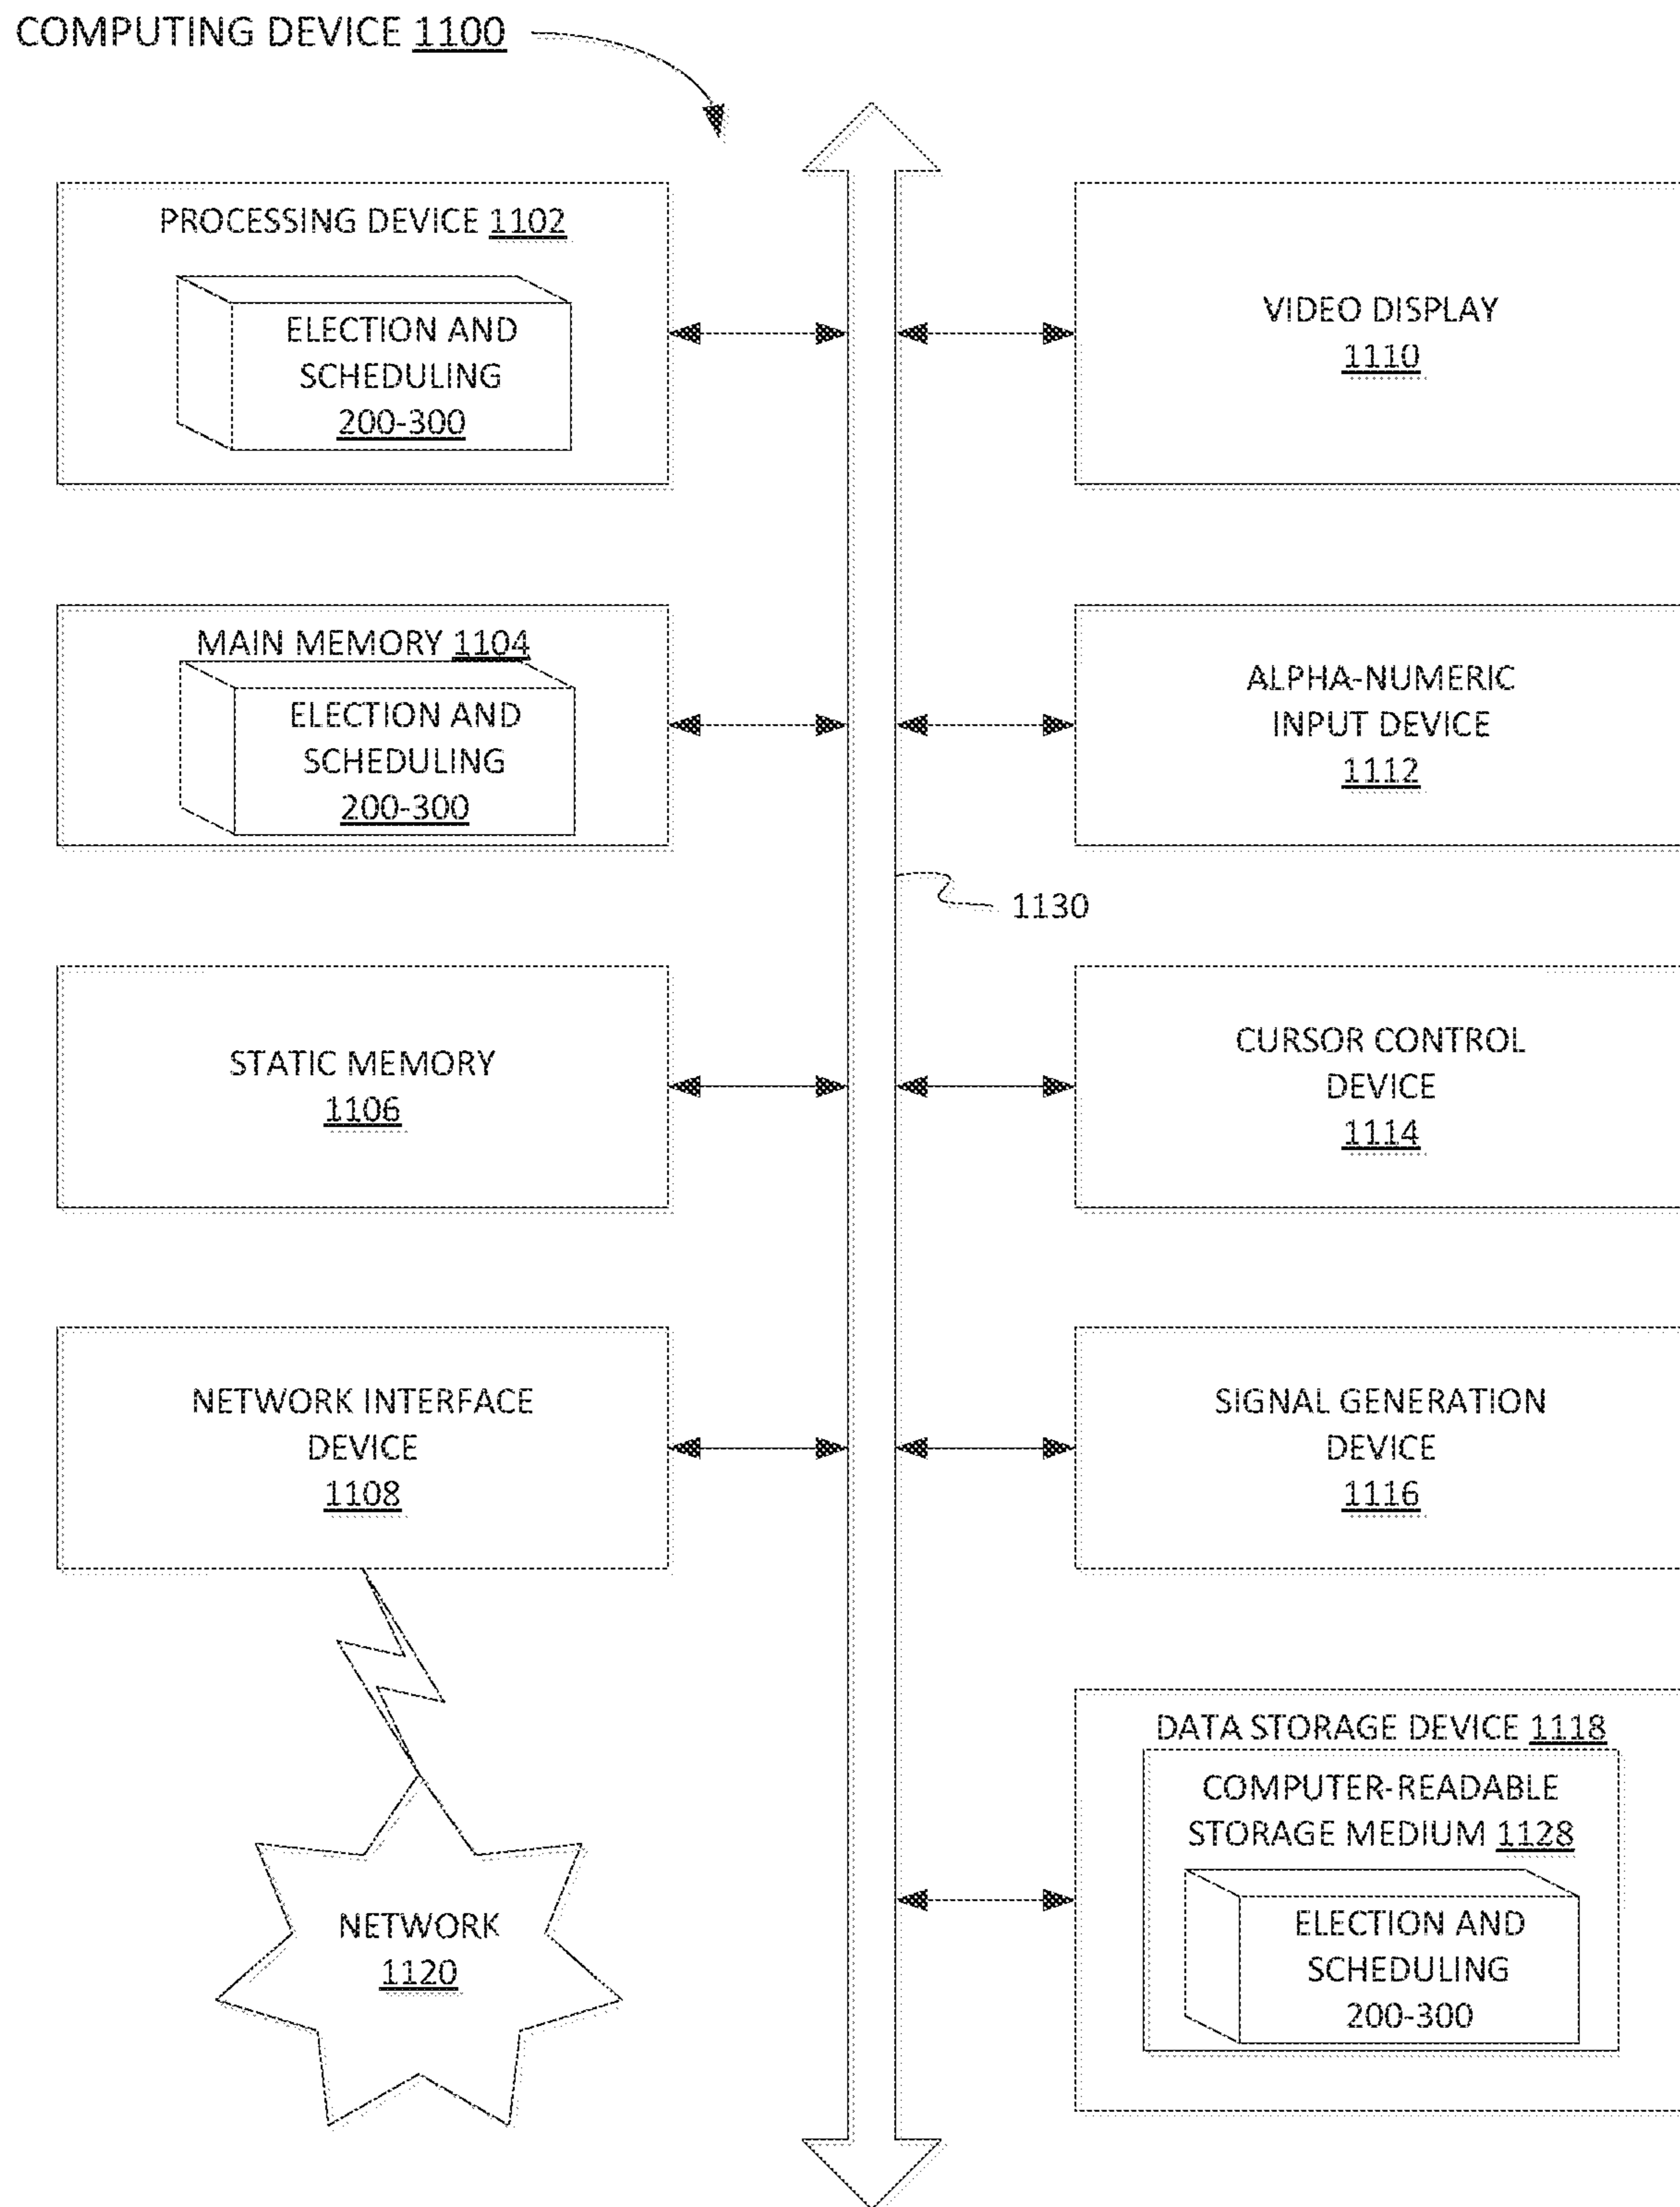 COMPUTING DEVICE 1100
PROCESSING DEVICE 1102
ELECTION AND
SCHEDULING
200-300
VIDEO DISPLAY
1110
MAIN MEMORY 1104
ELECTION AND
SCHEDULING
200-300
ALPHA-NUMERIC
INPUT DEVICE
1112
1130
STATIC MEMORY
1106
CURSOR CONTROL
DEVICE
1114
NETWORK INTERFACE
DEVICE
1108
SIGNAL GENERATION
DEVICE
1116
DATA STORAGE DEVICE 1118
COMPUTER-READABLE
STORAGE MEDIUM 1128
ELECTION AND
SCHEDULING
200-300
NETWORK
1120